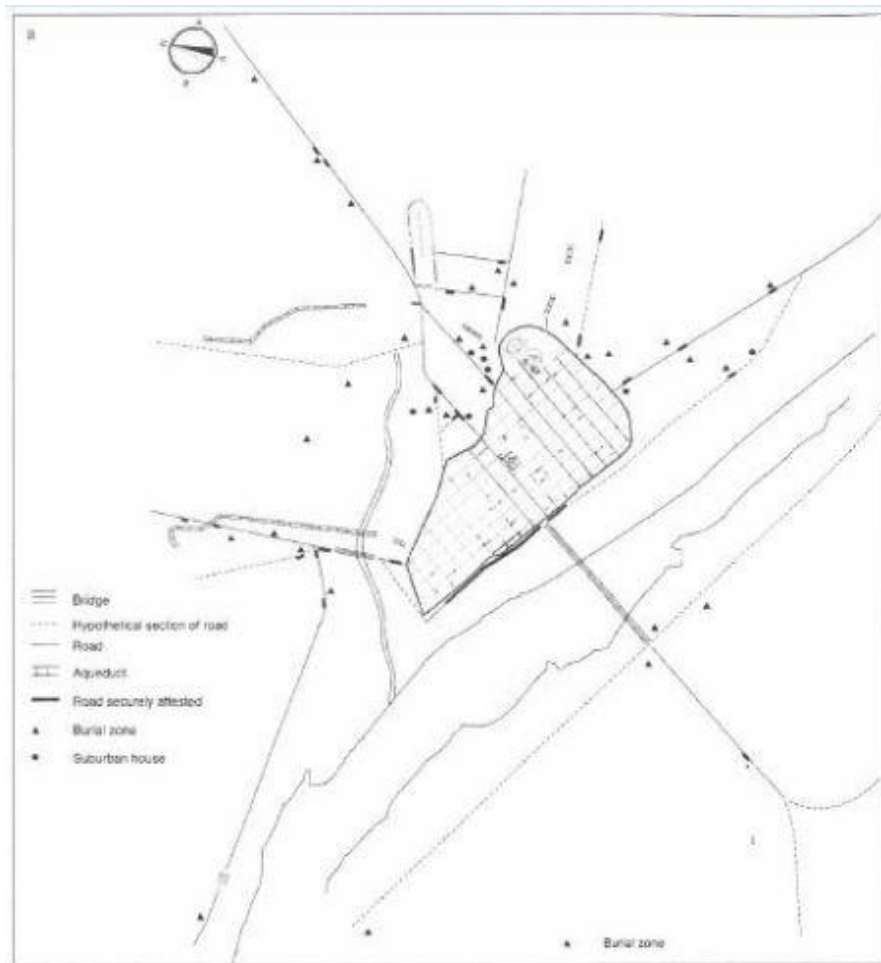 Bridge
Hypothetical section of road
Road
Aqueduct
Road securely attested
Burial zone
Suburban house
Burial zone